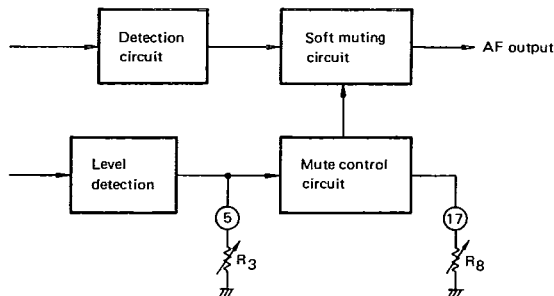 Detection
circuit
Soft muting
circuit
AF output
Level
detection
Mute control
circuit
5
17
R3
R8